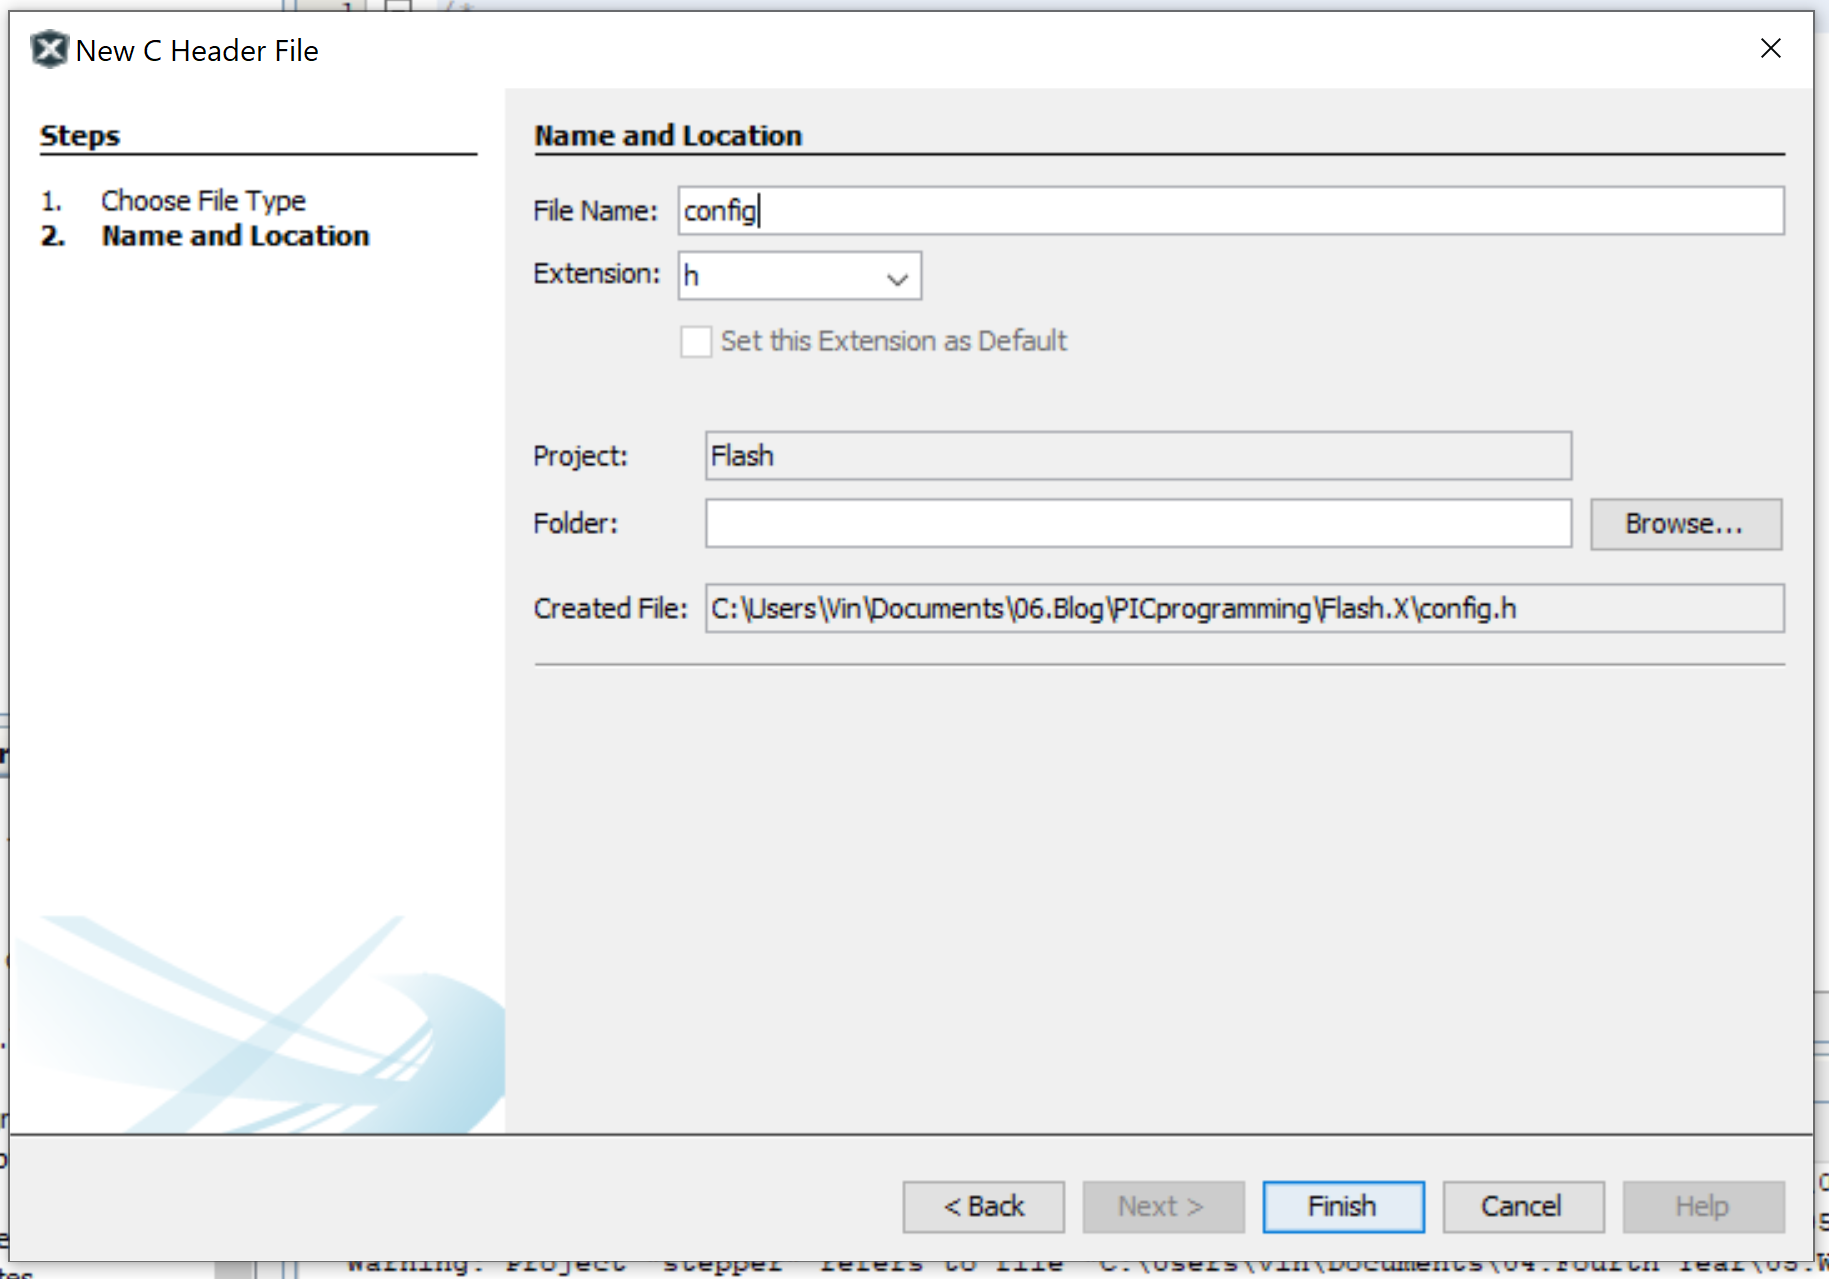 New C Header File
Steps
1. Choose File Type
2. Name and Location
Name and Location
File Name: config
Extension: h
Set this Extension as Default
Project: Flash
Folder:
Browse...
Created File: C:\Users\Vin\Documents\06.Blog\PICprogramming\Flash.X\config.h
< Back
Next >
Finish
Cancel
Help
Warning: Project stepper refers to file C:\Users\Vin\Documents\04.Fourth Year\05.W